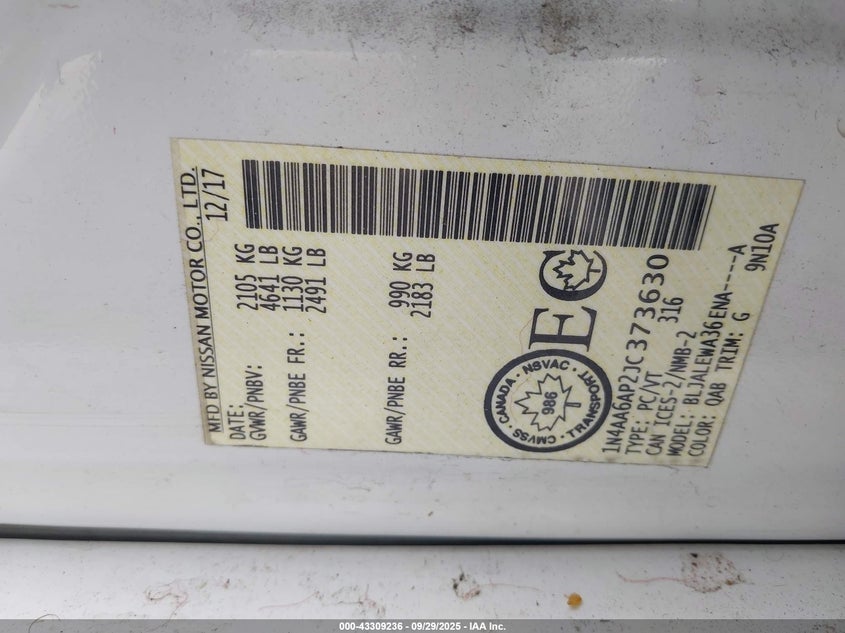 MFD BY NISSAN MOTOR CO., LTD.
DATE: 12/17
GVWR/PNBV: 2105 KG
4641 LB
GAWR/PNBE FR.: 1130 KG
2491 LB
GAWR/PNBE RR.: 990 KG
2183 LB
CANADA · NSVAC · TRANSPORT · CMVSS ·
986
EC
1N4AA6AP2JC373630
TYPE: PC/VT 316
CAN ICES-2/NMB-2
MODEL: BLJALEWA36ENA----A
COLOR: QAB TRIM: G 9N10A
000-43309236 - 09/29/2025 - IAA Inc.